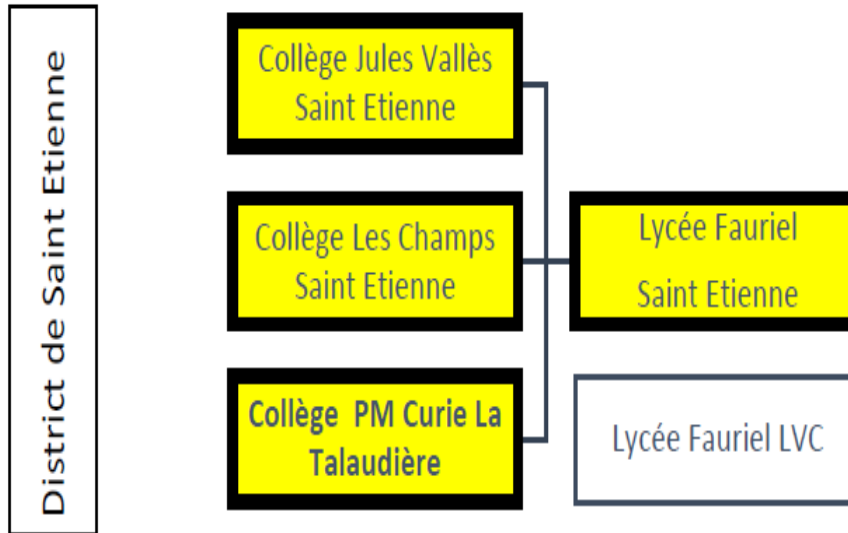 District de Saint Etienne
Collège Jules Vallès
Saint Etienne
Collège Les Champs
Saint Etienne
Lycée Fauriel
Saint Etienne
Collège PM Curie La
Talaudière
Lycée Fauriel LVC